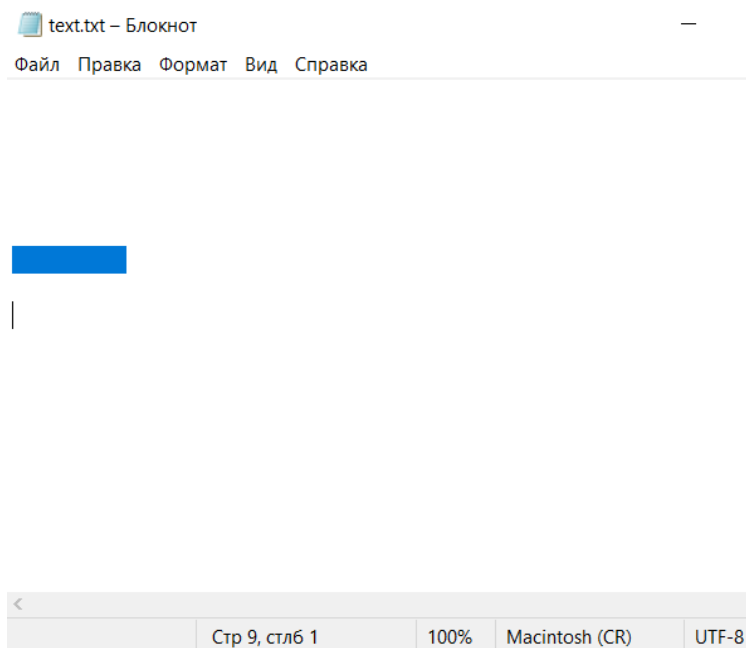 text.txt – Блокнот
Файл Правка Формат Вид Справка
Стр 9, стлб 1 100% Macintosh (CR) UTF-8